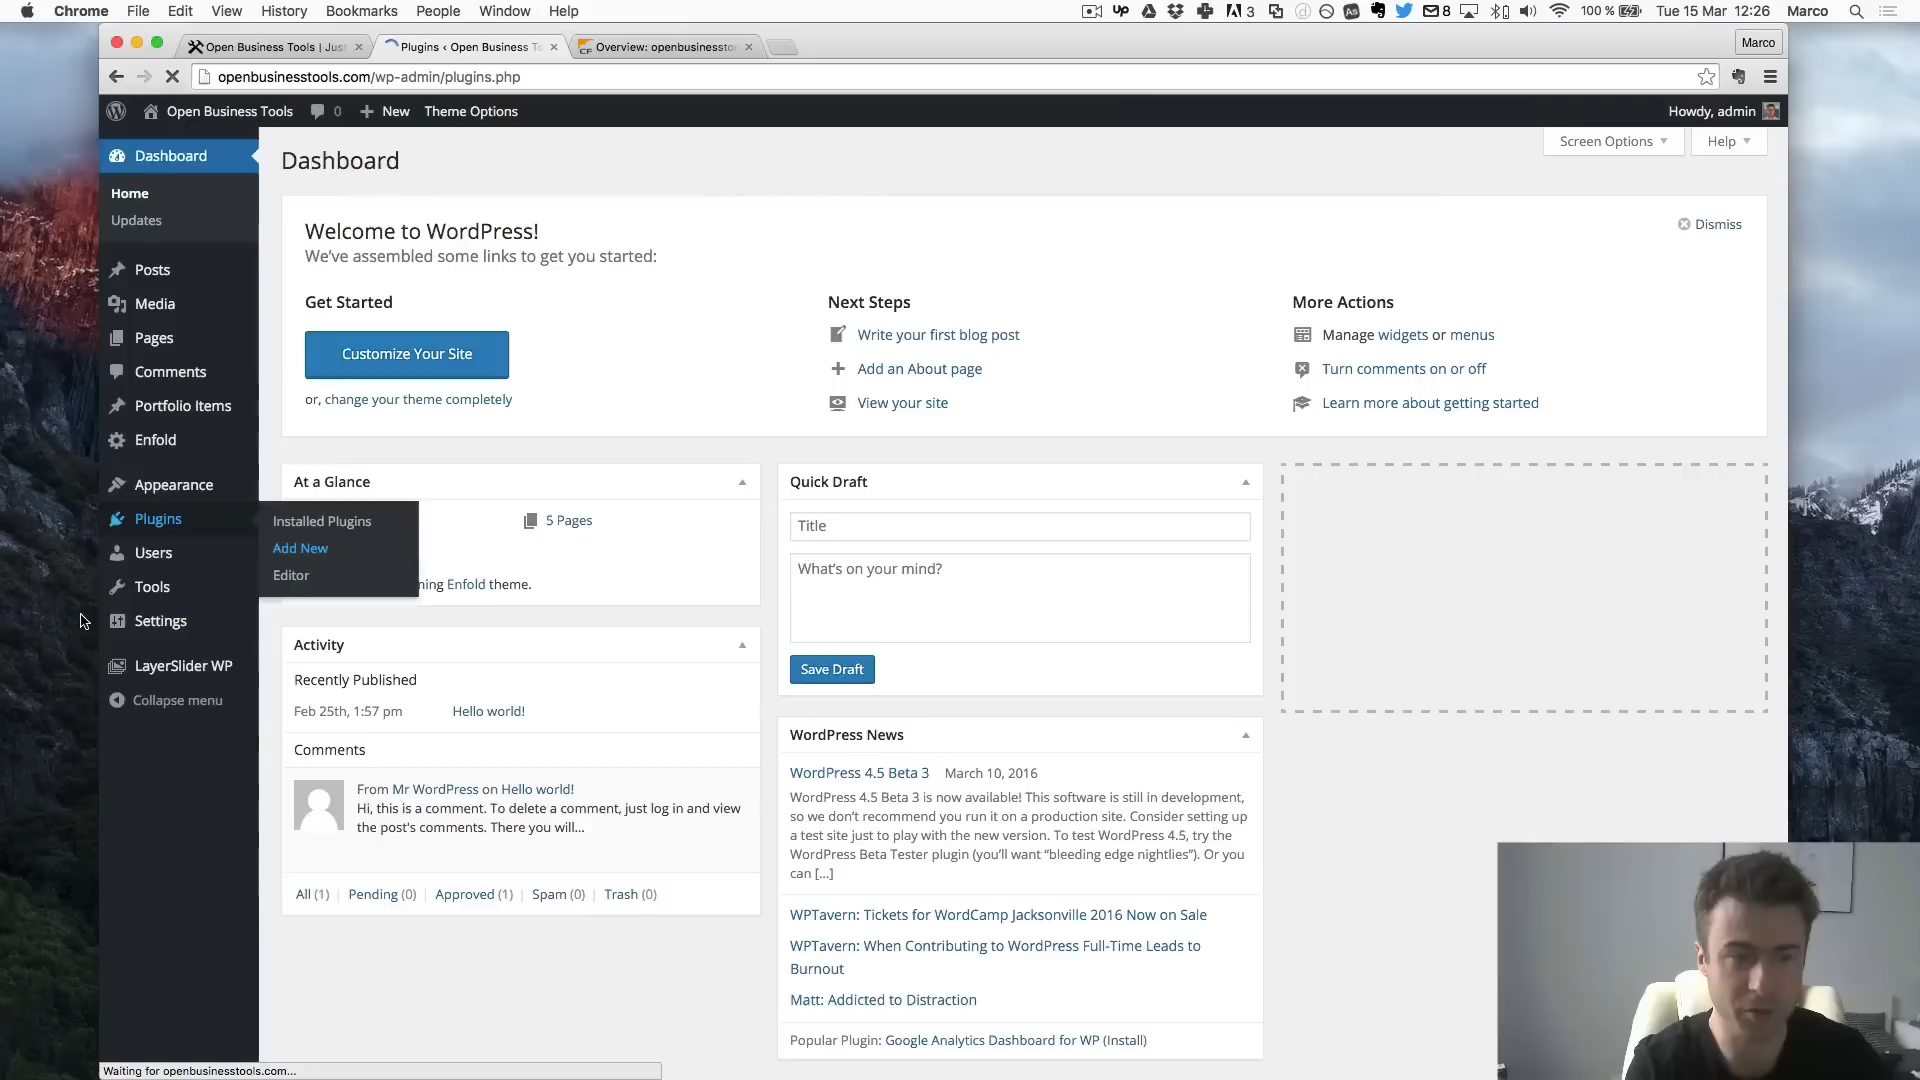 Chrome File Edit View History Bookmarks People Window Help
3 8 100 % Tue 15 Mar 12:26 Marco
Open Business Tools | Jus
Plugins ‹ Open Business To
Overview: openbusinessto
Marco
openbusinesstools.com/wp-admin/plugins.php
Open Business Tools 0 New Theme Options Howdy, admin
Dashboard
Home
Updates
Posts
Media
Pages
Comments
Portfolio Items
Enfold
Appearance
Plugins
Users
Tools
Settings
LayerSlider WP
Collapse menu
Installed Plugins
Add New
Editor
Dashboard
Screen Options
Help
Welcome to WordPress!
We've assembled some links to get you started:
Dismiss
Get Started
Customize Your Site
or, change your theme completely
Next Steps
Write your first blog post
Add an About page
View your site
More Actions
Manage widgets or menus
Turn comments on or off
Learn more about getting started
At a Glance
5 Pages
ning Enfold theme.
Activity
Recently Published
Feb 25th, 1:57 pm Hello world!
Comments
From Mr WordPress on Hello world!
Hi, this is a comment. To delete a comment, just log in and view
the post's comments. There you will...
All (1) | Pending (0) | Approved (1) | Spam (0) | Trash (0)
Quick Draft
Title
What's on your mind?
Save Draft
WordPress News
WordPress 4.5 Beta 3 March 10, 2016
WordPress 4.5 Beta 3 is now available! This software is still in development,
so we don't recommend you run it on a production site. Consider setting up
a test site just to play with the new version. To test WordPress 4.5, try the
WordPress Beta Tester plugin (you'll want "bleeding edge nightlies"). Or you
can [...]
WPTavern: Tickets for WordCamp Jacksonville 2016 Now on Sale
WPTavern: When Contributing to WordPress Full-Time Leads to
Burnout
Matt: Addicted to Distraction
Popular Plugin: Google Analytics Dashboard for WP (Install)
Waiting for openbusinesstools.com...